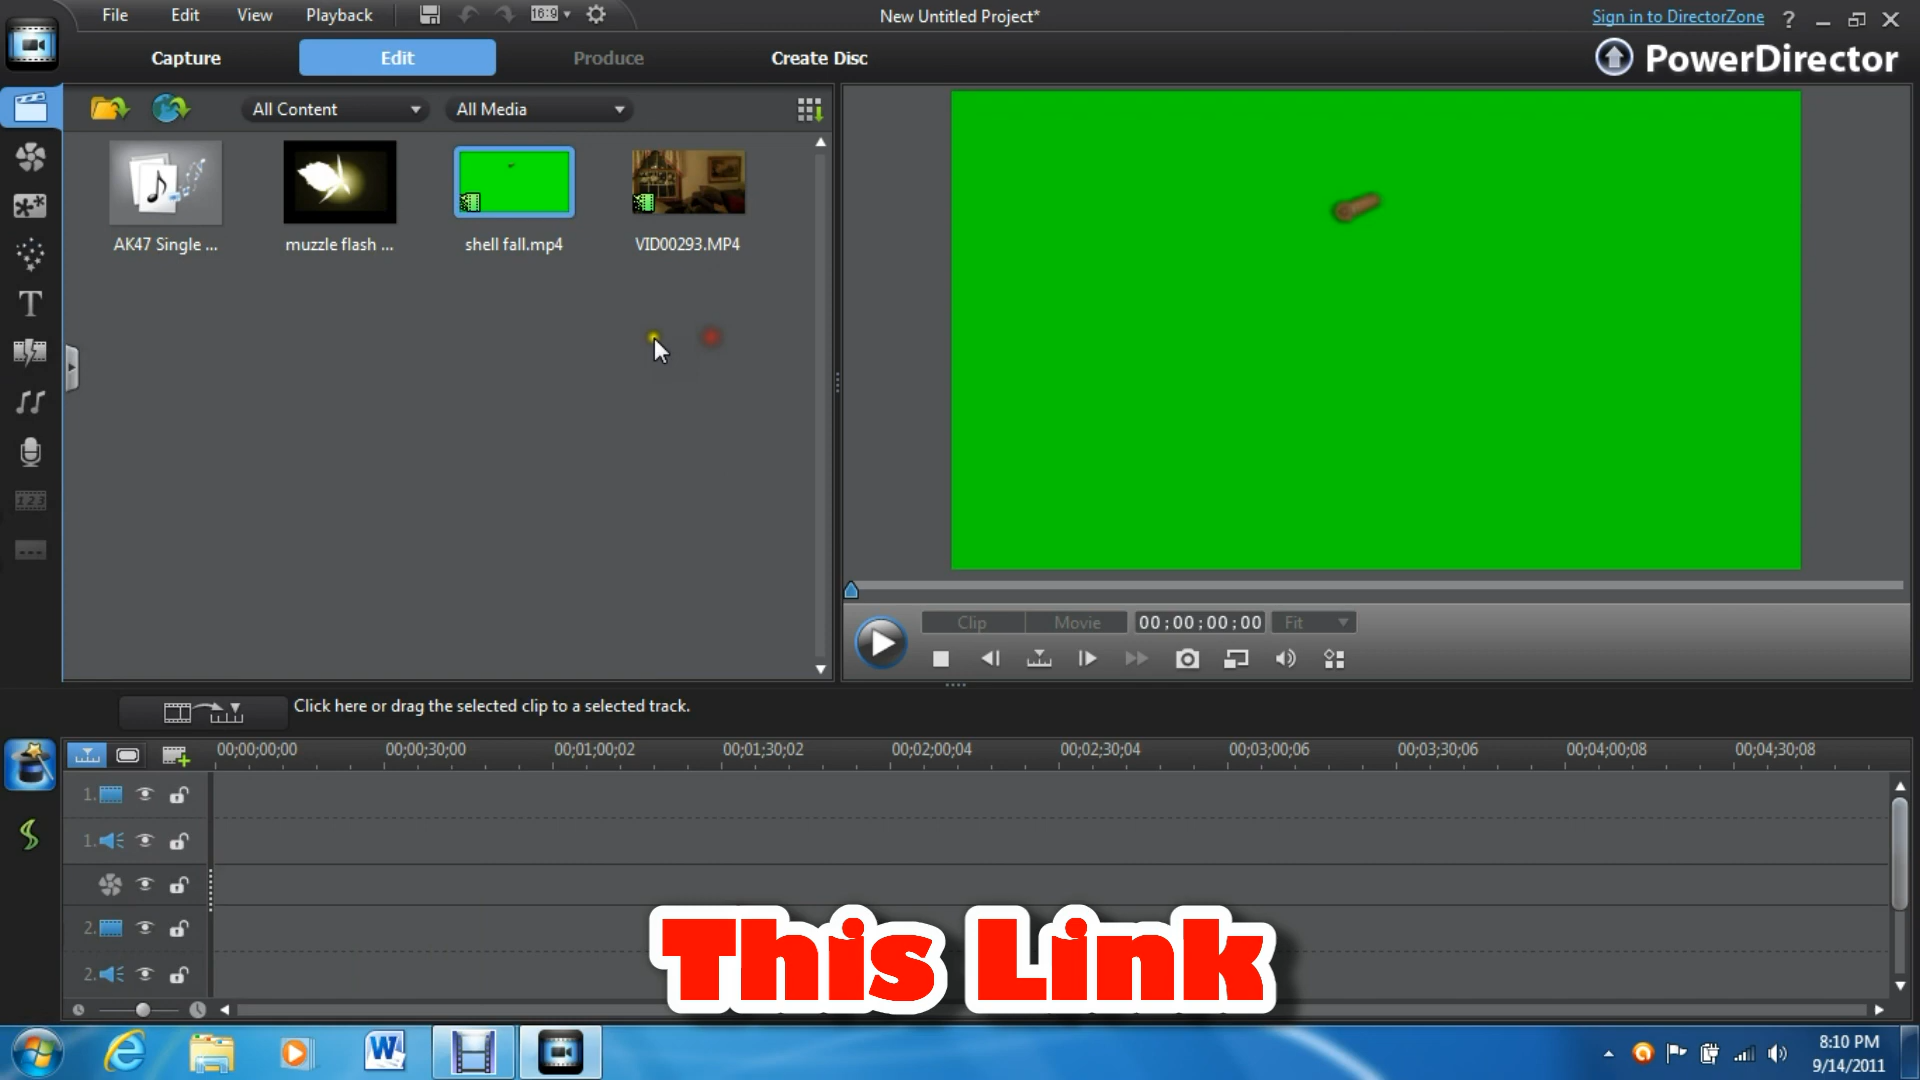 File Edit View Playback 16:9 New Untitled Project* Sign in to DirectorZone ?
Capture Edit Produce Create Disc PowerDirector
All Content All Media
AK47 Single ... muzzle flash ... shell fall.mp4 VID00293.MP4
T
Clip Movie 00;00;00;00 Fit
Click here or drag the selected clip to a selected track.
00;00;00;00 00;00;30;00 00;01;00;02 00;01;30;02 00;02;00;04 00;02;30;04 00;03;00;06 00;03;30;06 00;04;00;08 00;04;30;08
1.
1.
2.
2.
This Link
8:10 PM
9/14/2011